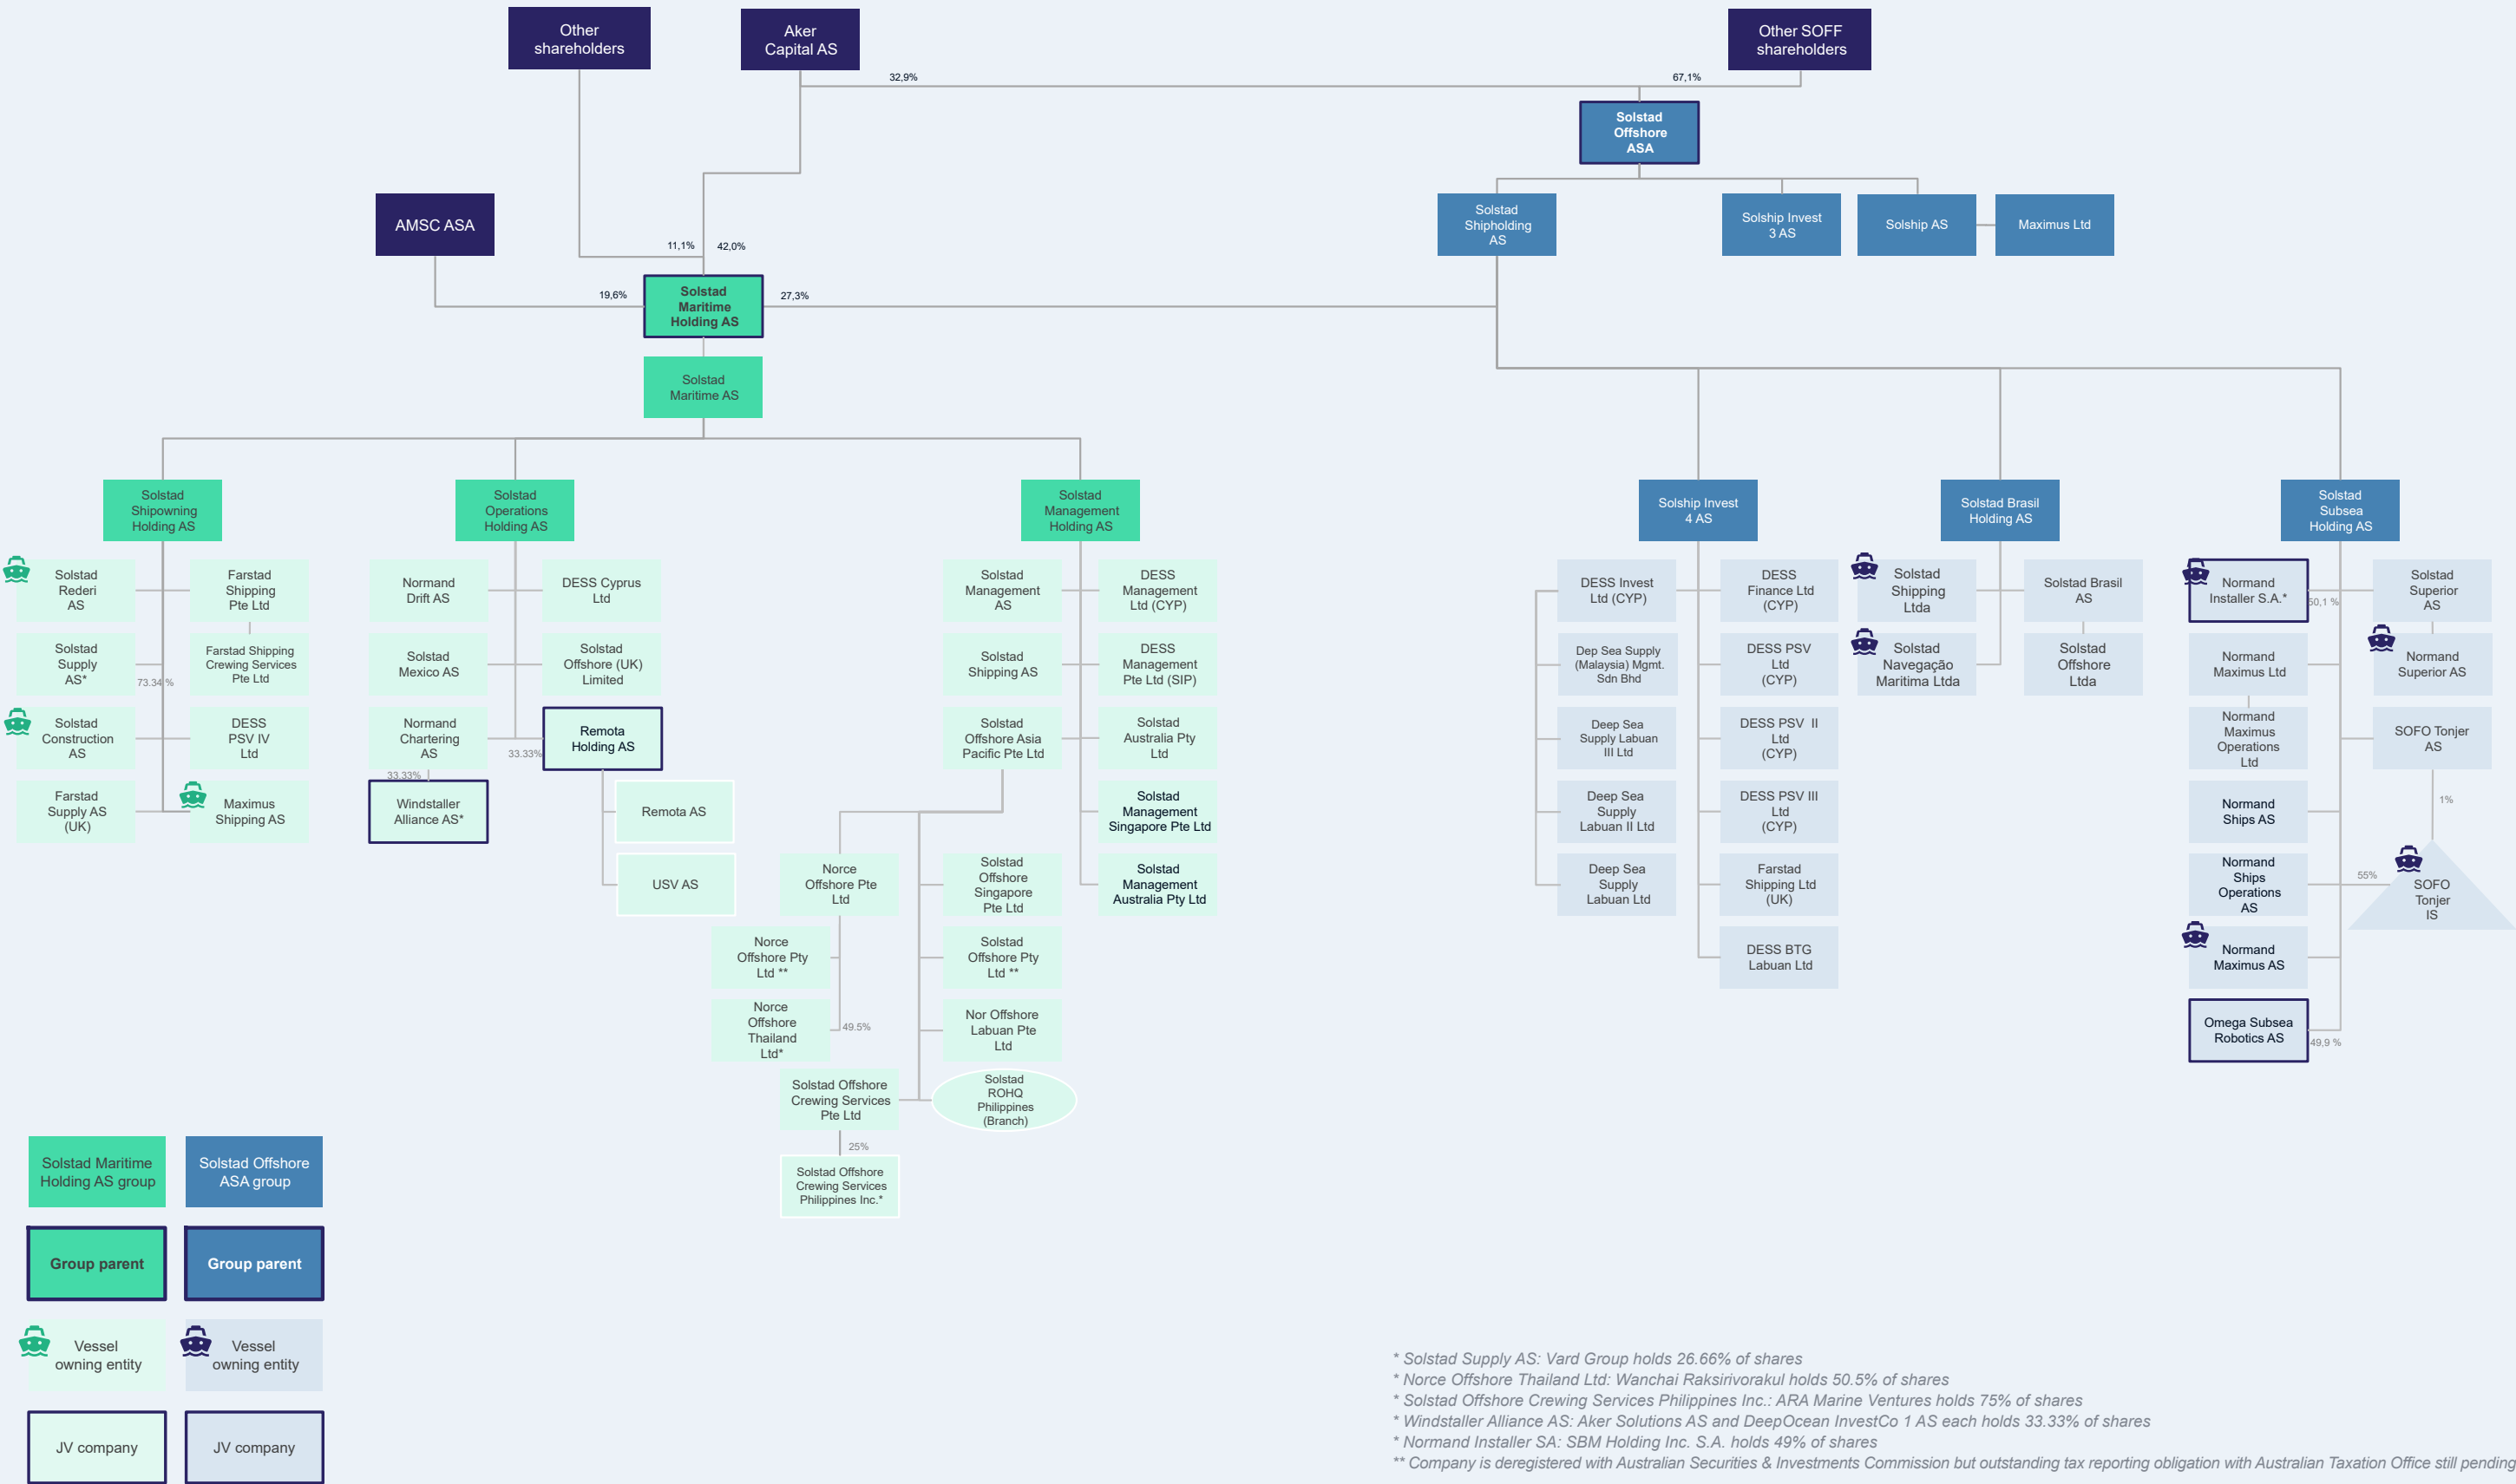 Other
shareholders
Aker
Capital AS
Other SOFF
shareholders
32,9%
67,1%
Solstad
Offshore
ASA
AMSC ASA
Solstad
Shipholding
AS
Solship Invest
3 AS
Solship AS
Maximus Ltd
11,1%
42,0%
19,6%
Solstad
Maritime
Holding AS
27,3%
Solstad
Maritime AS
Solstad
Shipowning
Holding AS
Solstad
Operations
Holding AS
Solstad
Management
Holding AS
Solship Invest
4 AS
Solstad Brasil
Holding AS
Solstad
Subsea
Holding AS
Solstad
Rederi
AS
Farstad
Shipping
Pte Ltd
Solstad
Supply
AS*
73.34 %
Farstad Shipping
Crewing Services
Pte Ltd
Solstad
Construction
AS
DESS
PSV IV
Ltd
Farstad
Supply AS
(UK)
Maximus
Shipping AS
Normand
Drift AS
DESS Cyprus
Ltd
Solstad
Mexico AS
Solstad
Offshore (UK)
Limited
Normand
Chartering
AS
33.33%
Remota
Holding AS
33.33%
Windstaller
Alliance AS*
Remota AS
USV AS
Solstad
Management
AS
DESS
Management
Ltd (CYP)
Solstad
Shipping AS
DESS
Management
Pte Ltd (SIP)
Solstad
Offshore Asia
Pacific Pte Ltd
Solstad
Australia Pty
Ltd
Solstad
Management
Singapore Pte Ltd
Solstad
Management
Australia Pty Ltd
Norce
Offshore Pte
Ltd
Solstad
Offshore
Singapore
Pte Ltd
Norce
Offshore Pty
Ltd **
Solstad
Offshore Pty
Ltd **
Norce
Offshore
Thailand
Ltd*
49.5%
Nor Offshore
Labuan Pte
Ltd
Solstad Offshore
Crewing Services
Pte Ltd
Solstad
ROHQ
Philippines
(Branch)
25%
Solstad Offshore
Crewing Services
Philippines Inc.*
DESS Invest
Ltd (CYP)
DESS
Finance Ltd
(CYP)
Dep Sea Supply
(Malaysia) Mgmt.
Sdn Bhd
DESS PSV
Ltd
(CYP)
Deep Sea
Supply Labuan
III Ltd
DESS PSV  II
Ltd
(CYP)
Deep Sea
Supply
Labuan II Ltd
DESS PSV III
Ltd
(CYP)
Deep Sea
Supply
Labuan Ltd
Farstad
Shipping Ltd
(UK)
DESS BTG
Labuan Ltd
Solstad
Shipping
Ltda
Solstad Brasil
AS
Solstad
Navegação
Maritima Ltda
Solstad
Offshore
Ltda
Normand
Installer S.A.*
50,1 %
Solstad
Superior
AS
Normand
Maximus Ltd
Normand
Superior AS
Normand
Maximus
Operations
Ltd
SOFO Tonjer
AS
Normand
Ships AS
1%
Normand
Ships
Operations
AS
55%
SOFO
Tonjer
IS
Normand
Maximus AS
Omega Subsea
Robotics AS
49,9 %
Solstad Maritime
Holding AS group
Solstad Offshore
ASA group
Group parent
Group parent
Vessel
owning entity
Vessel
owning entity
JV company
JV company
* Solstad Supply AS: Vard Group holds 26.66% of shares
* Norce Offshore Thailand Ltd: Wanchai Raksirivorakul holds 50.5% of shares
* Solstad Offshore Crewing Services Philippines Inc.: ARA Marine Ventures holds 75% of shares
* Windstaller Alliance AS: Aker Solutions AS and DeepOcean InvestCo 1 AS each holds 33.33% of shares
* Normand Installer SA: SBM Holding Inc. S.A. holds 49% of shares
** Company is deregistered with Australian Securities & Investments Commission but outstanding tax reporting obligation with Australian Taxation Office still pending